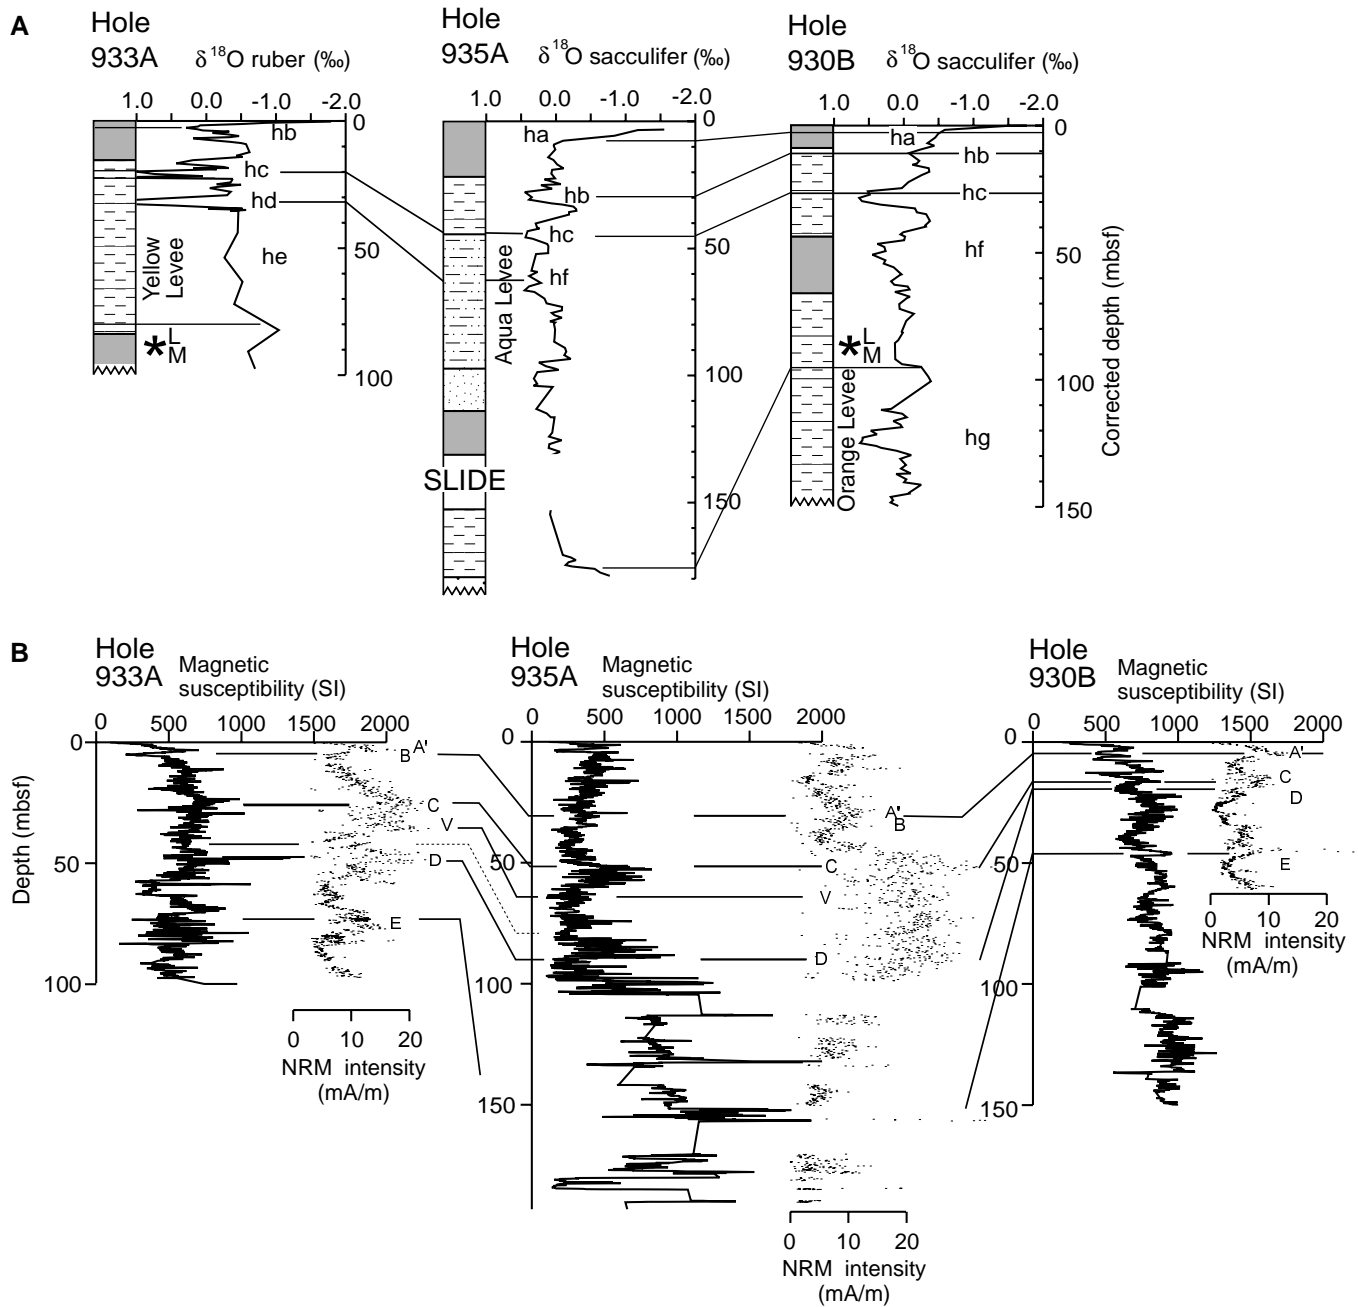 A
Hole
933A
δ 18O ruber (‰)
1.0 0.0 -1.0 -2.0
0
50
100
hb
hc
hd
he
Yellow
Levee
*L
M
Hole
935A
δ 18O sacculifer (‰)
1.0 0.0 -1.0 -2.0
0
50
100
150
ha
hb
hc
hf
Aqua Levee
SLIDE
Hole
930B
δ 18O sacculifer (‰)
1.0 0.0 -1.0 -2.0
0
50
100
150
ha
hb
hc
hf
hg
*L
M
Orange Levee
Corrected depth (mbsf)
B
Hole
933A
Magnetic
susceptibility (SI)
0 500 1000 1500 2000
0
50
100
Depth (mbsf)
A'
B
C
V
D
E
0 10 20
NRM intensity
(mA/m)
Hole
935A
Magnetic
susceptibility (SI)
0 500 1000 1500 2000
0
50
100
150
A'
B
C
V
D
0 10 20
NRM intensity
(mA/m)
Hole
930B
Magnetic
susceptibility (SI)
0 500 1000 1500 2000
0
50
100
150
A'
C
D
E
0 10 20
NRM intensity
(mA/m)